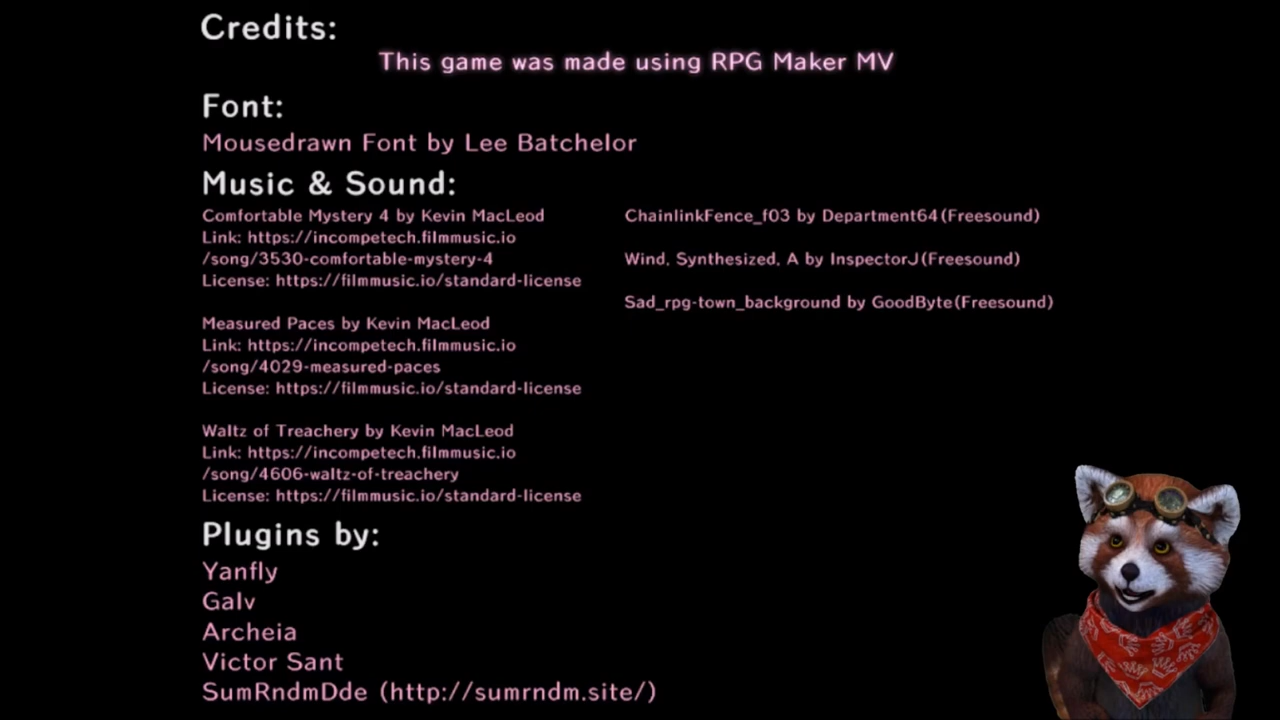 Credits:
This game was made using RPG Maker MV
Font:
Mousedrawn Font by Lee Batchelor
Music & Sound:
Comfortable Mystery 4 by Kevin MacLeod
Link: https://incompetech.filmmusic.io
/song/3530-comfortable-mystery-4
License: https://filmmusic.io/standard-license
Measured Paces by Kevin MacLeod
Link: https://incompetech.filmmusic.io
/song/4029-measured-paces
License: https://filmmusic.io/standard-license
Waltz of Treachery by Kevin MacLeod
Link: https://incompetech.filmmusic.io
/song/4606-waltz-of-treachery
License: https://filmmusic.io/standard-license
ChainlinkFence_f03 by Department64(Freesound)
Wind, Synthesized, A by InspectorJ(Freesound)
Sad_rpg-town_background by GoodByte(Freesound)
Plugins by:
Yanfly
Galv
Archeia
Victor Sant
SumRndmDde (http://sumrndm.site/)